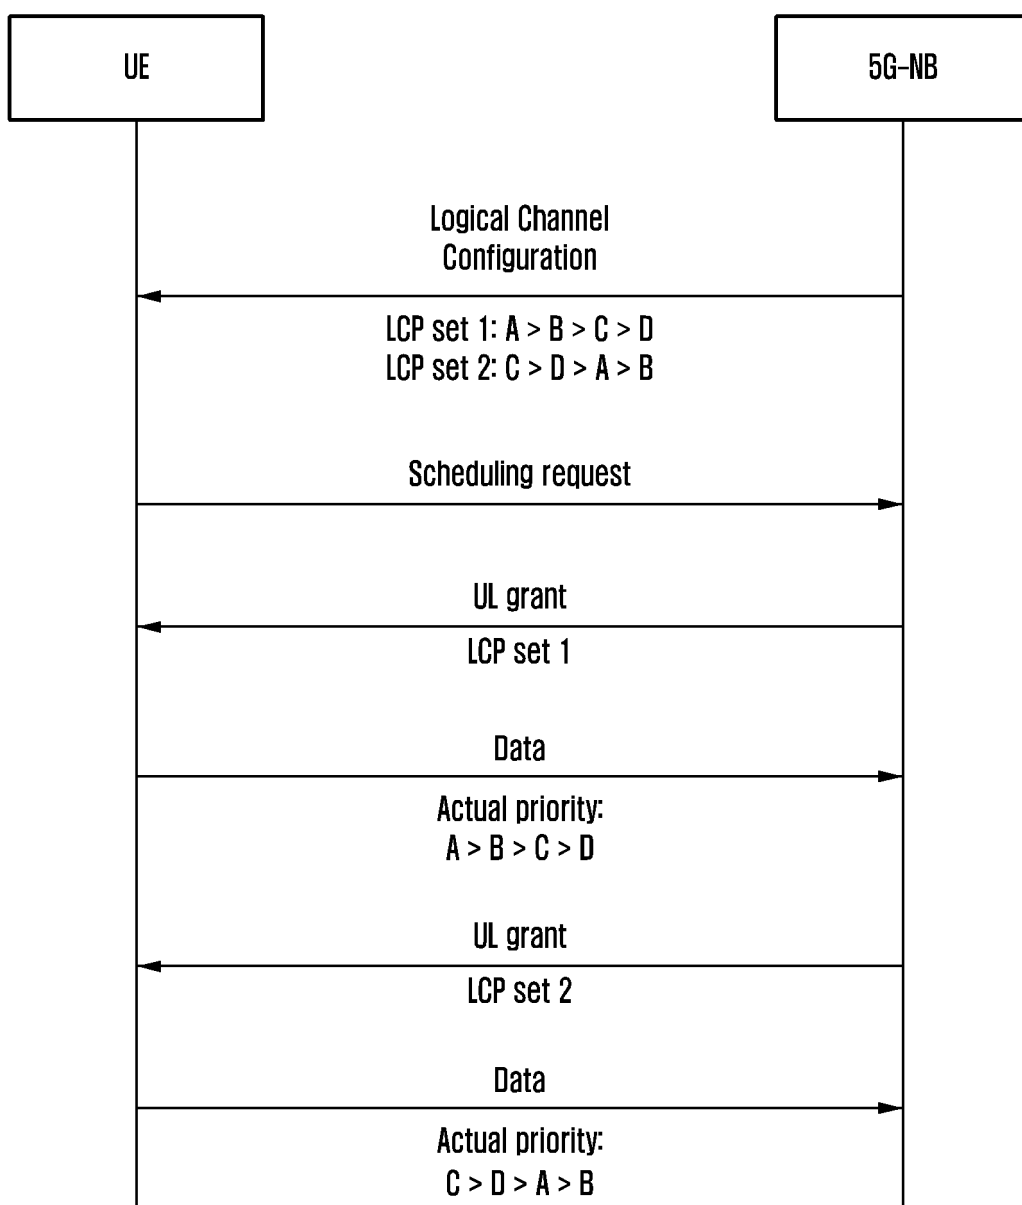 UE
5G-NB
Logical Channel
Configuration
LCP set 1: A > B > C > D
LCP set 2: C > D > A > B
Scheduling request
UL grant
LCP set 1
Data
Actual priority:
A > B > C > D
UL grant
LCP set 2
Data
Actual priority:
C > D > A > B